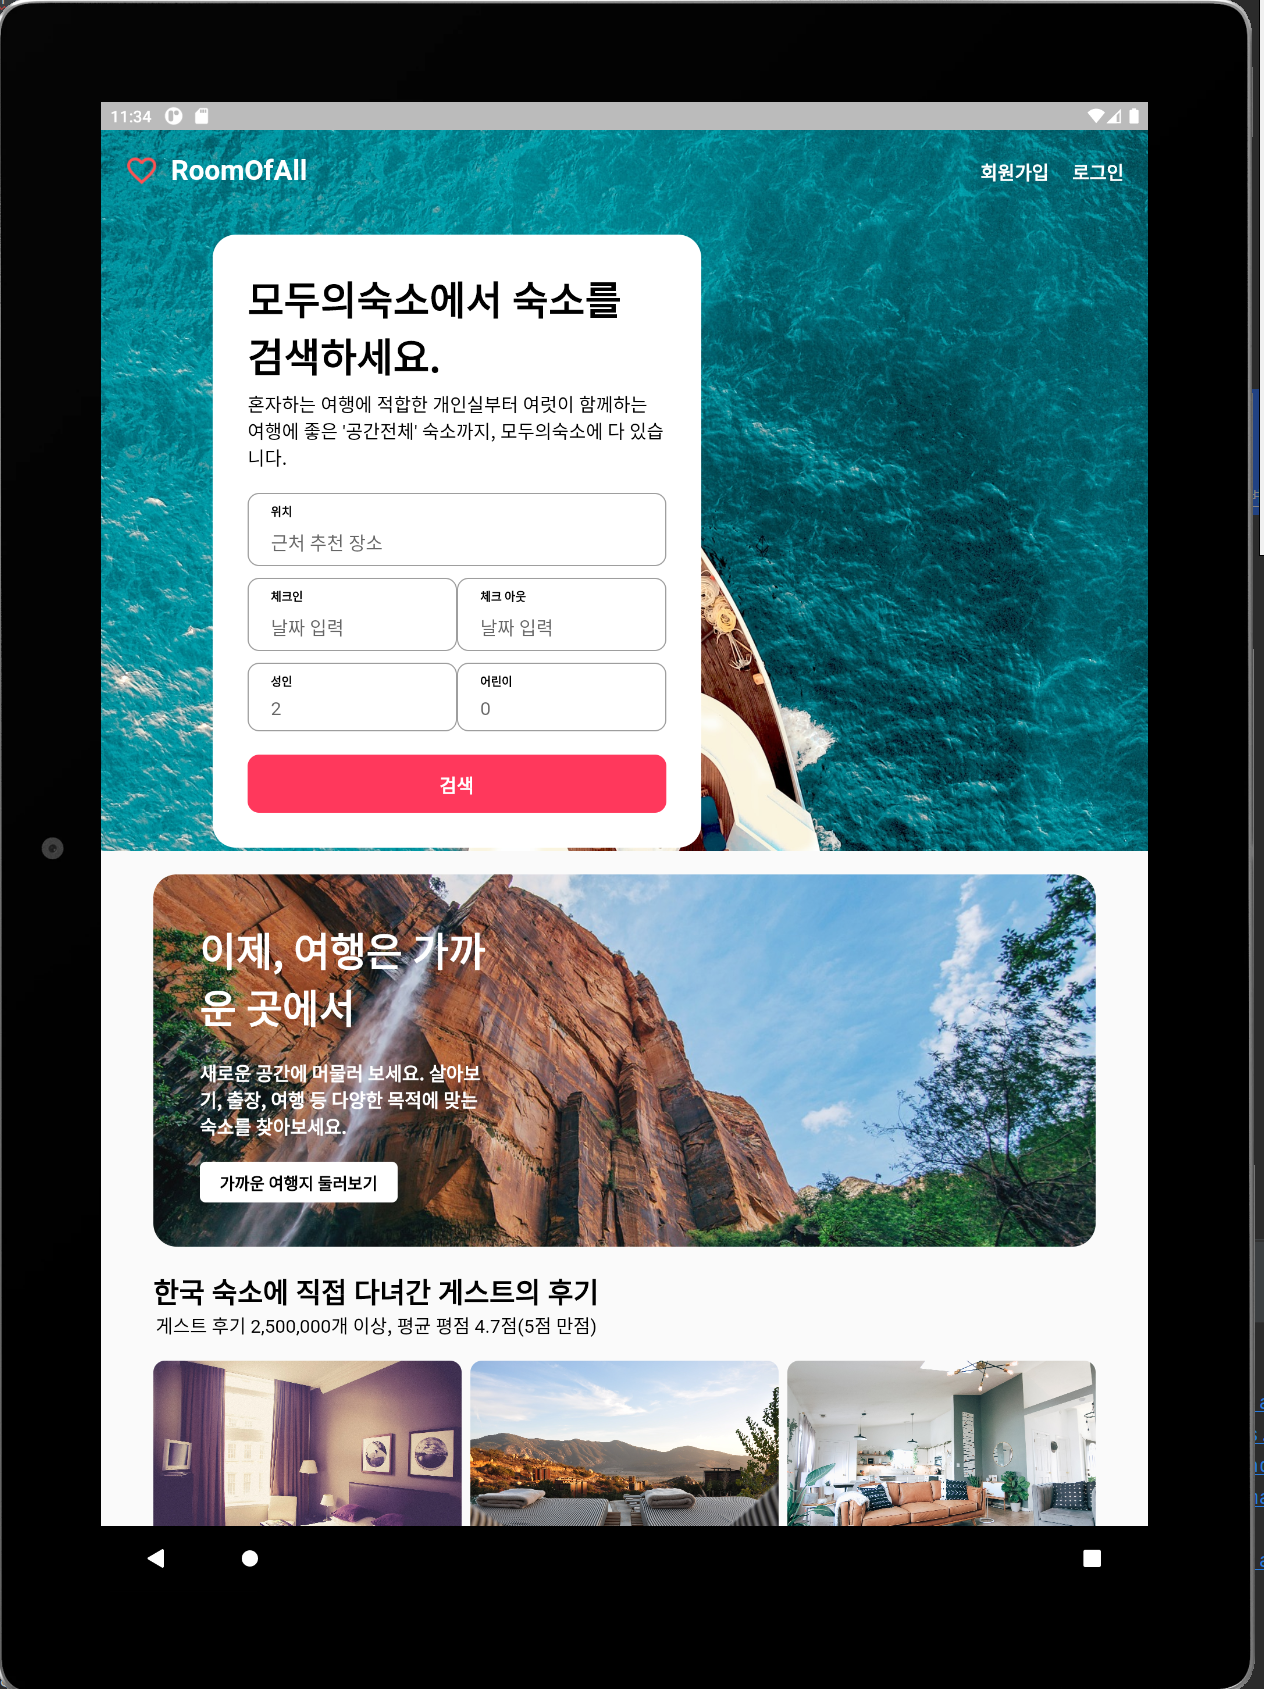 11:34
RoomOfAll
회원가입 로그인
모두의숙소에서 숙소를
검색하세요.
혼자하는 여행에 적합한 개인실부터 여럿이 함께하는
여행에 좋은 '공간전체' 숙소까지, 모두의숙소에 다 있습
니다.
위치
근처 추천 장소
체크인 체크 아웃
날짜 입력 날짜 입력
성인 어린이
2 0
검색
이제, 여행은 가까
운 곳에서
새로운 공간에 머물러 보세요. 살아보
기, 출장, 여행 등 다양한 목적에 맞는
숙소를 찾아보세요.
가까운 여행지 둘러보기
한국 숙소에 직접 다녀간 게스트의 후기
게스트 후기 2,500,000개 이상, 평균 평점 4.7점(5점 만점)